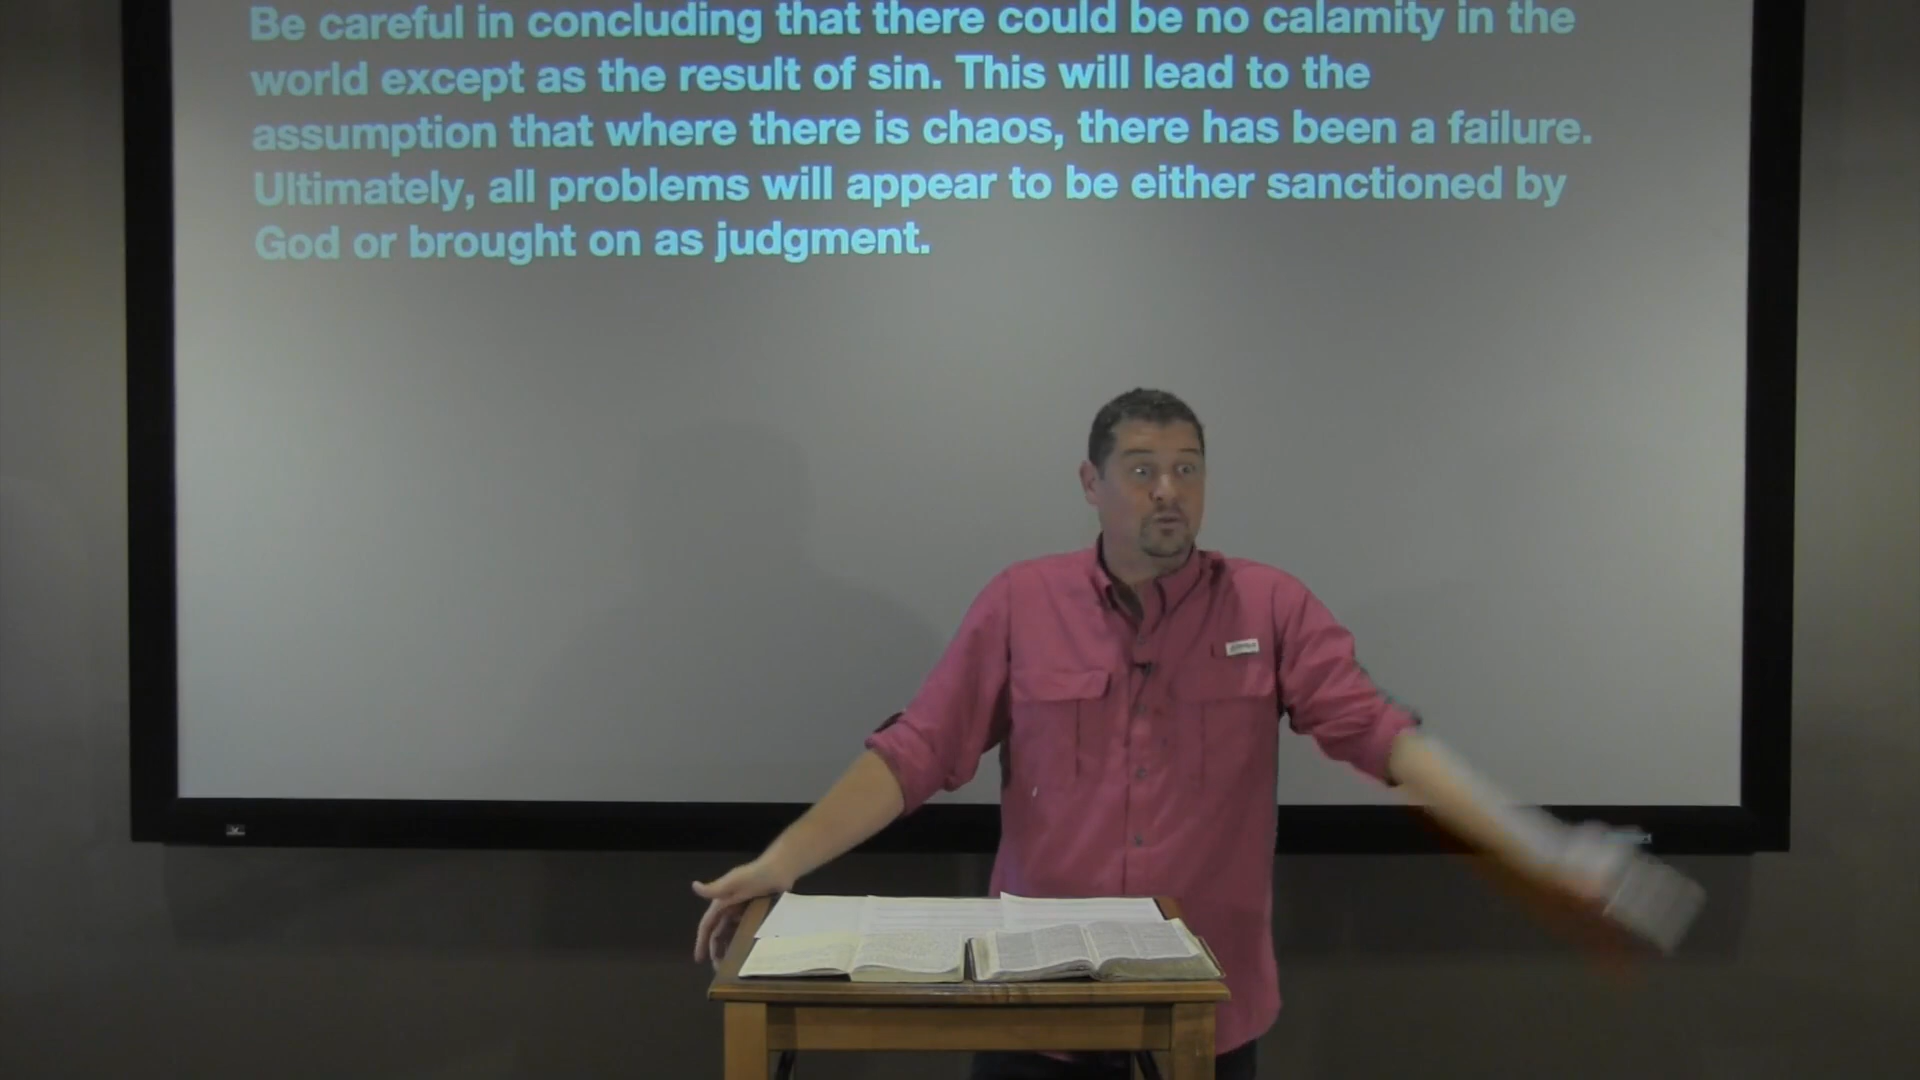 Be careful in concluding that there could be no calamity in the
world except as the result of sin. This will lead to the
assumption that where there is chaos, there has been a failure.
Ultimately, all problems will appear to be either sanctioned by
God or brought on as judgment.